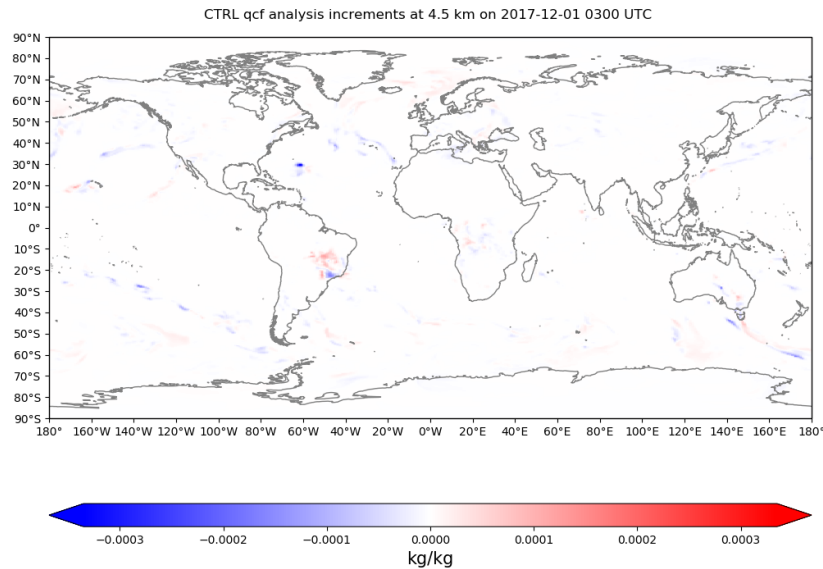 CTRL qcf analysis increments at 4.5 km on 2017-12-01 0300 UTC
90°N
80°N
70°N
60°N
50°N
40°N
30°N
20°N
10°N
0°
10°S
20°S
30°S
40°S
50°S
60°S
70°S
80°S
90°S
180° 160°W 140°W 120°W 100°W 80°W 60°W 40°W 20°W 0°W 20°E 40°E 60°E 80°E 100°E 120°E 140°E 160°E 180°
−0.0003 −0.0002 −0.0001 0.0000 0.0001 0.0002 0.0003
kg/kg